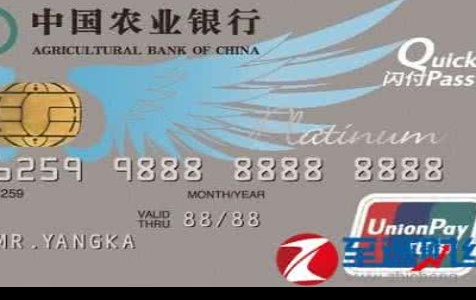 中国农业银行
AGRICULTURAL BANK OF CHINA
Quick
闪付Pass
Platinum
6259 9888 8888 8888
6259
MONTH/YEAR
VALID
THRU 88/88
MR.YANGKA
UnionPay
银联